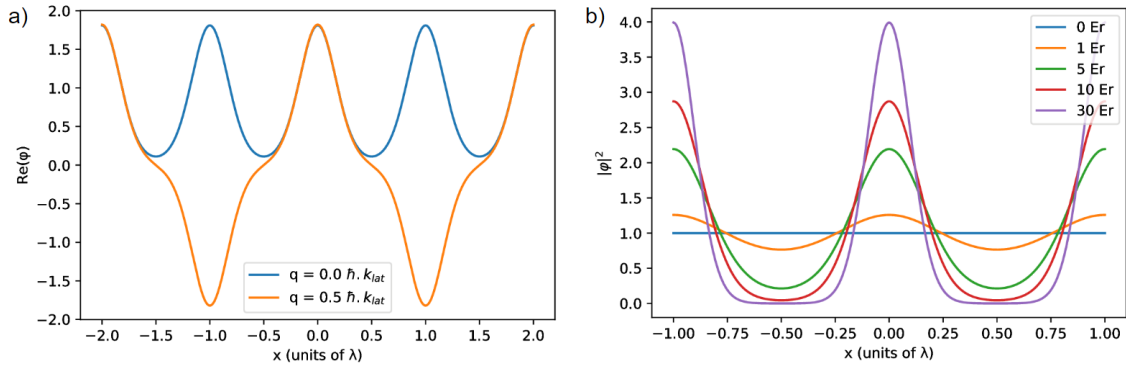 a)
2.0
1.5
1.0
0.5
0.0
−0.5
−1.0
−1.5
−2.0
Re(φ)
q = 0.0 ℏ. k_lat
q = 0.5 ℏ. k_lat
−2.0 −1.5 −1.0 −0.5 0.0 0.5 1.0 1.5 2.0
x (units of λ)
b)
4.0
3.5
3.0
2.5
2.0
1.5
1.0
0.5
0.0
|φ|²
0 Er
1 Er
5 Er
10 Er
30 Er
−1.00 −0.75 −0.50 −0.25 0.00 0.25 0.50 0.75 1.00
x (units of λ)